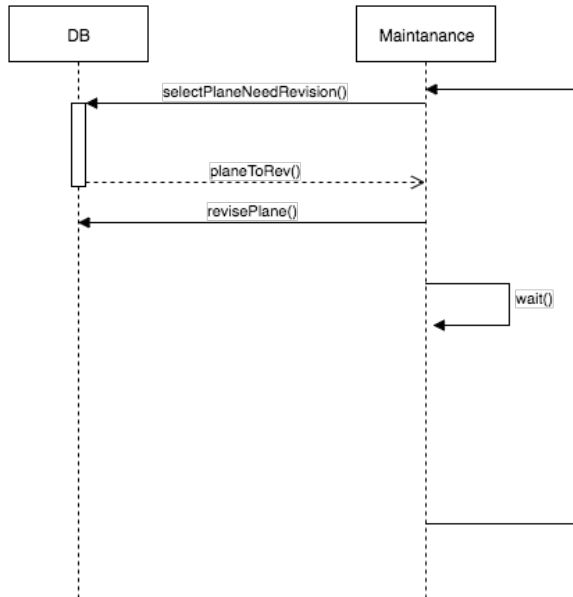 DB
Maintanance
selectPlaneNeedRevision()
planeToRev()
revisePlane()
wait()